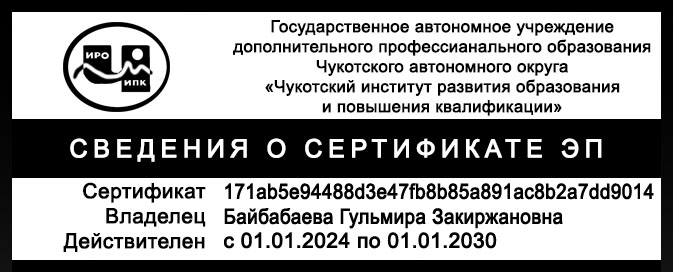 ИРО
ИПК
Государственное автономное учреждение
дополнительного профессианального образования
Чукотского автономного округа
«Чукотский институт развития образования
и повышения квалификации»
СВЕДЕНИЯ О СЕРТИФИКАТЕ ЭП
Сертификат 171ab5e94488d3e47fb8b85a891ac8b2a7dd9014
Владелец Байбабаева Гульмира Закиржановна
Действителен с 01.01.2024 по 01.01.2030